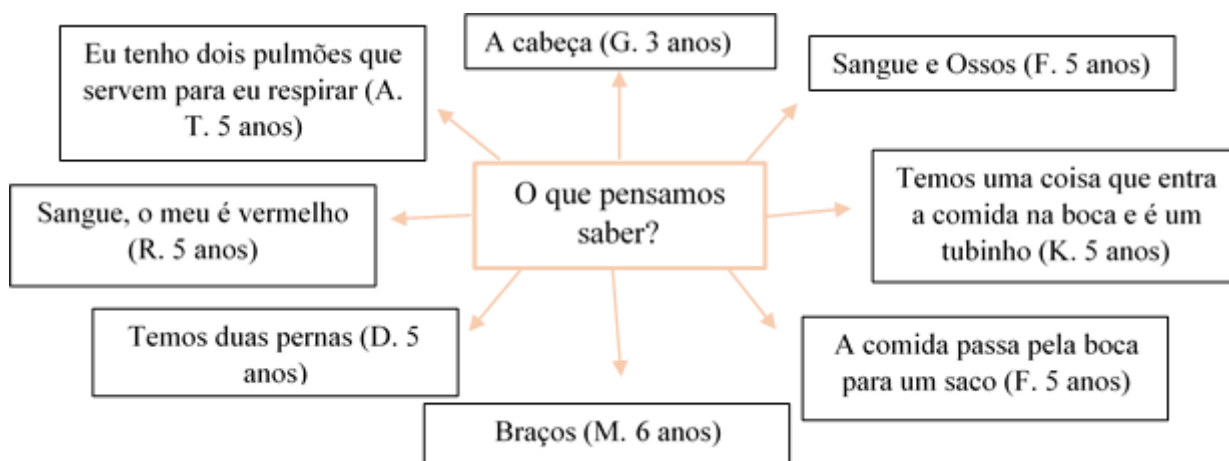 A cabeça (G. 3 anos)
Eu tenho dois pulmões que
servem para eu respirar (A.
T. 5 anos)
Sangue e Ossos (F. 5 anos)
O que pensamos
saber?
Temos uma coisa que entra
a comida na boca e é um
tubinho (K. 5 anos)
Sangue, o meu é vermelho
(R. 5 anos)
Temos duas pernas (D. 5
anos)
A comida passa pela boca
para um saco (F. 5 anos)
Braços (M. 6 anos)